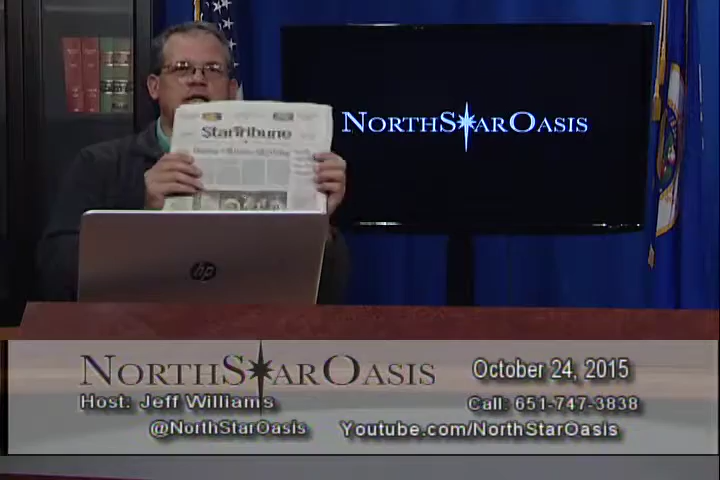 StarTribune
NORTHSTAROASIS
hp
NORTHSTAROASIS
October 24, 2015
Host: Jeff Williams
Call: 651-747-3838
@NorthStarOasis
Youtube.com/NorthStarOasis